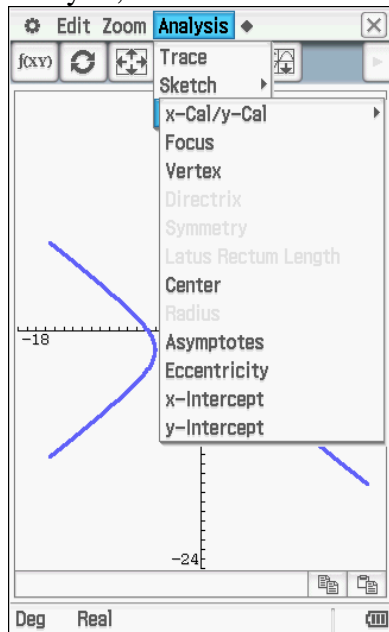 Edit Zoom Analysis
f(XY)
Trace
Sketch
x-Cal/y-Cal
Focus
Vertex
Directrix
Symmetry
Latus Rectum Length
Center
Radius
Asymptotes
Eccentricity
x-Intercept
y-Intercept
-18
-24
Deg Real